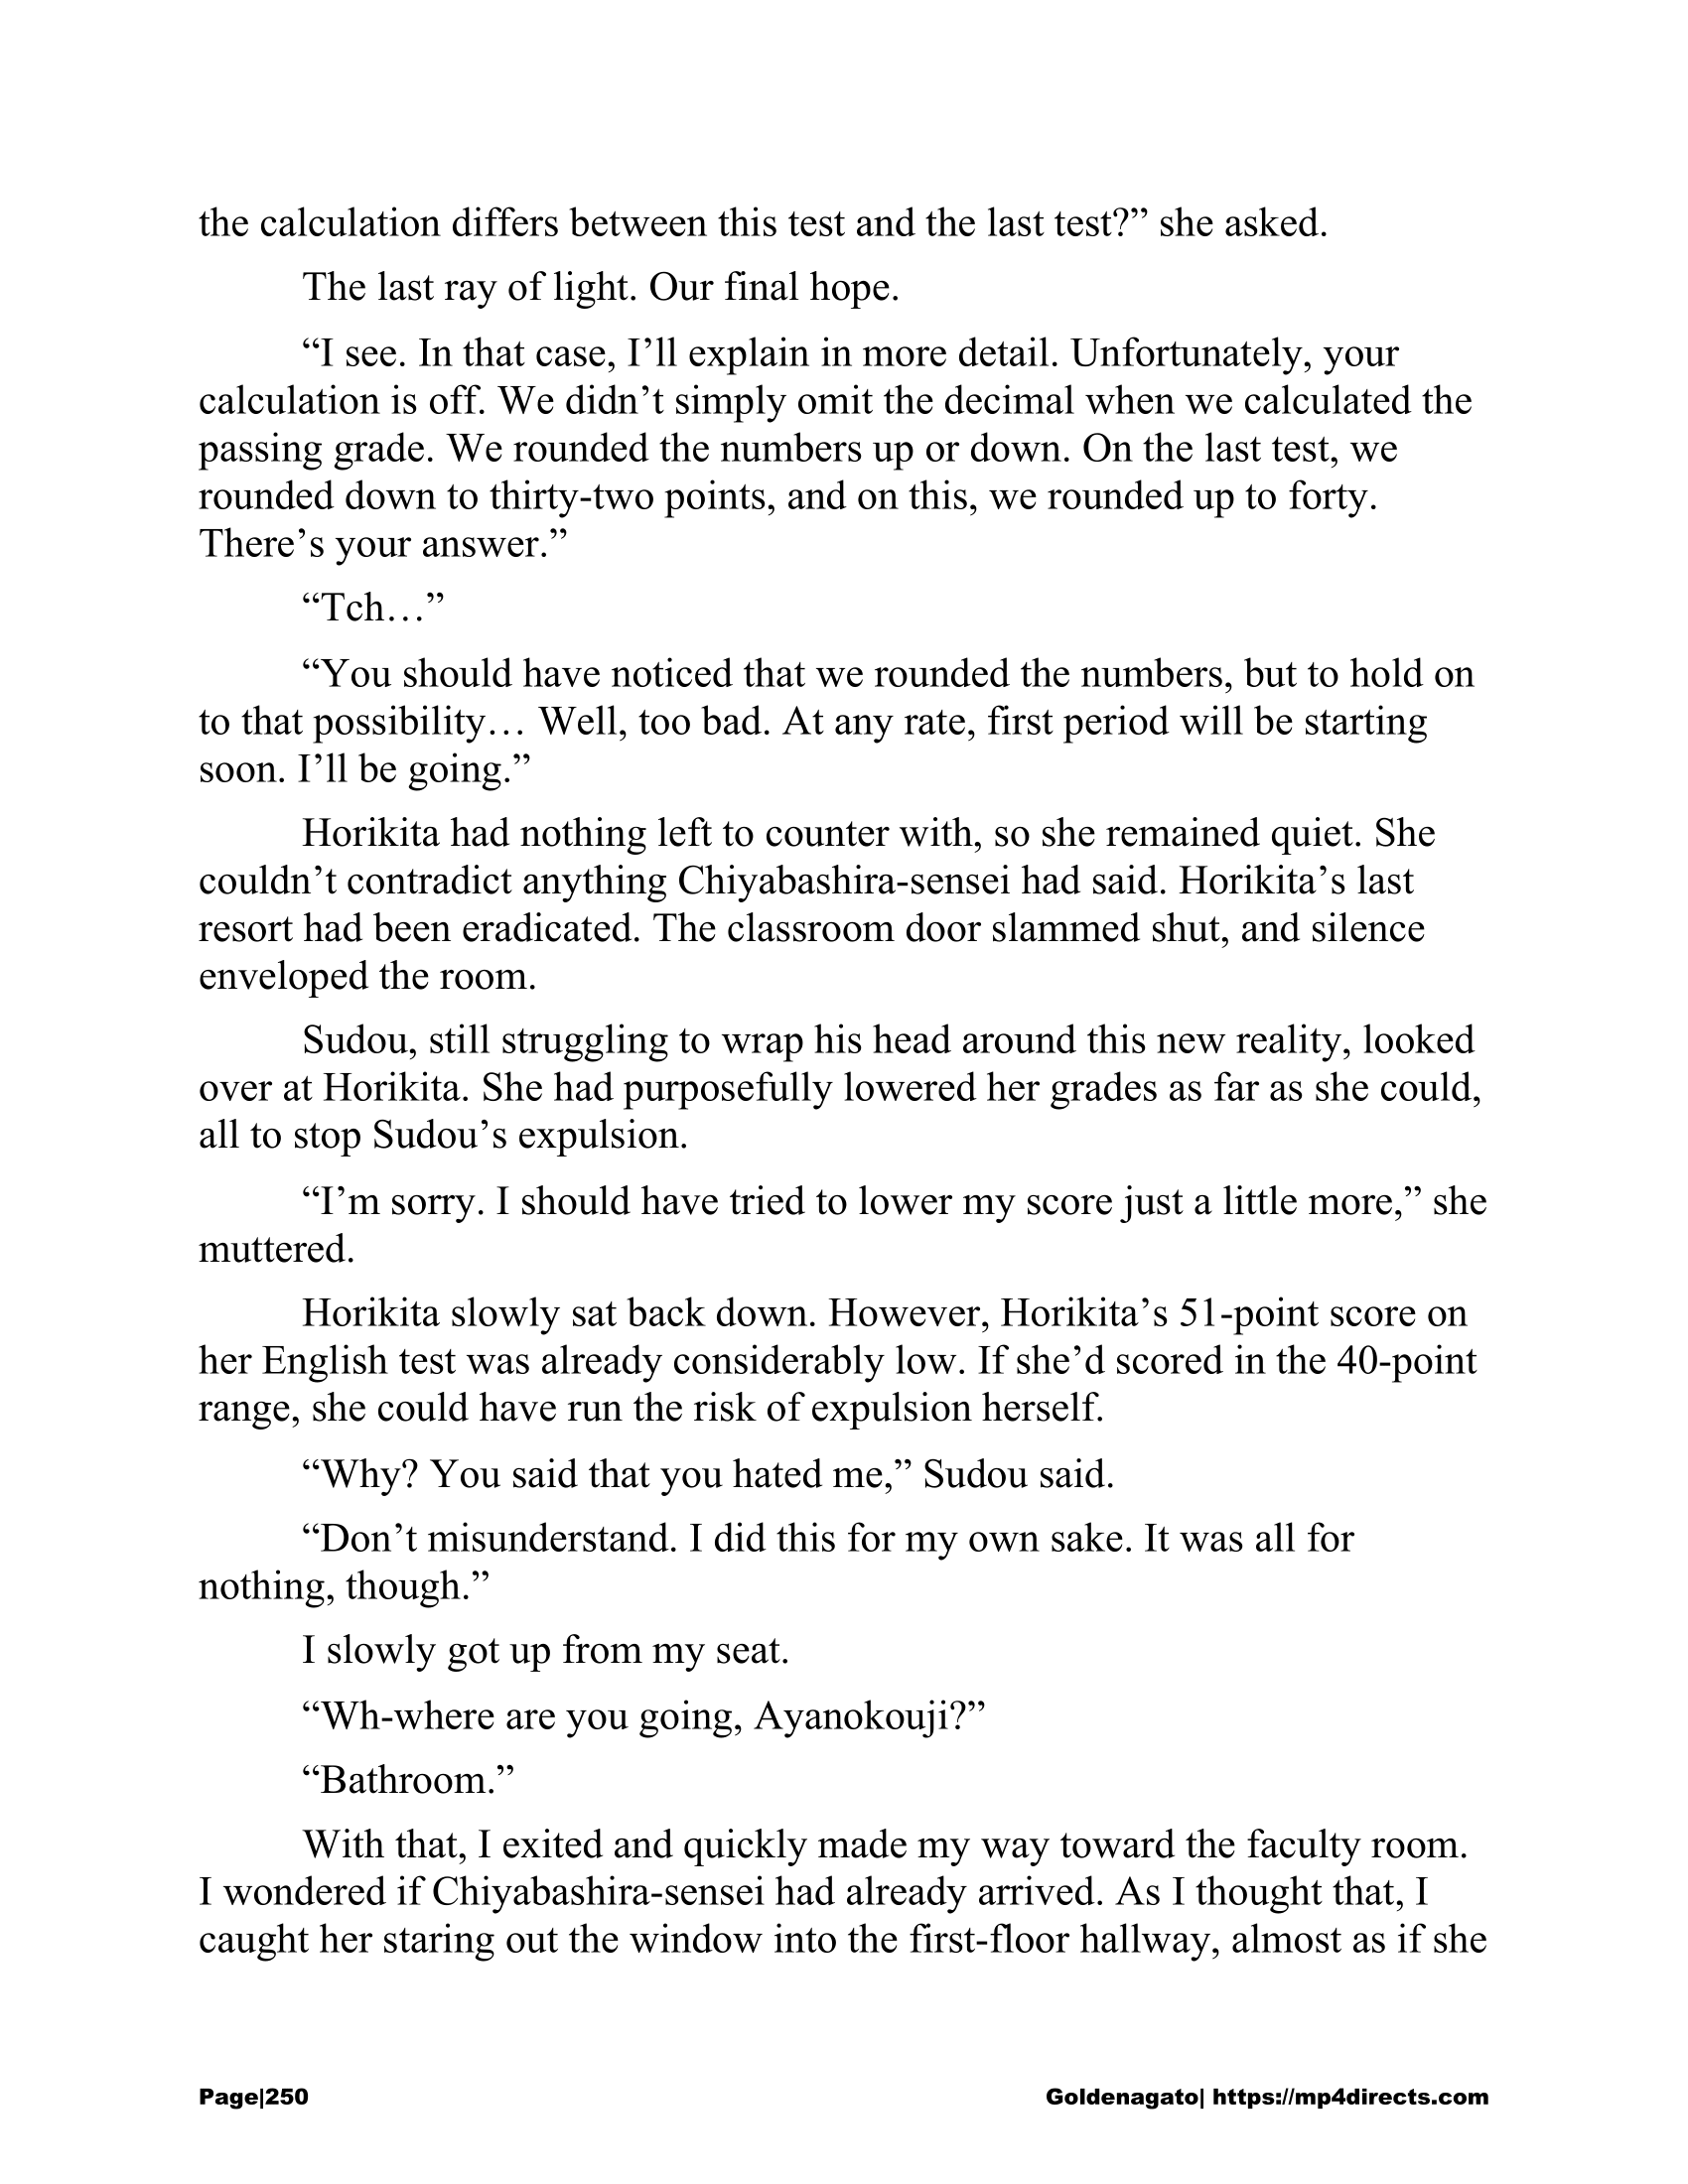 the calculation differs between this test and the last test?” she asked.
The last ray of light. Our final hope.
“I see. In that case, I’ll explain in more detail. Unfortunately, your
calculation is off. We didn’t simply omit the decimal when we calculated the
passing grade. We rounded the numbers up or down. On the last test, we
rounded down to thirty-two points, and on this, we rounded up to forty.
There’s your answer.”
“Tch…”
“You should have noticed that we rounded the numbers, but to hold on
to that possibility… Well, too bad. At any rate, first period will be starting
soon. I’ll be going.”
Horikita had nothing left to counter with, so she remained quiet. She
couldn’t contradict anything Chiyabashira-sensei had said. Horikita’s last
resort had been eradicated. The classroom door slammed shut, and silence
enveloped the room.
Sudou, still struggling to wrap his head around this new reality, looked
over at Horikita. She had purposefully lowered her grades as far as she could,
all to stop Sudou’s expulsion.
“I’m sorry. I should have tried to lower my score just a little more,” she
muttered.
Horikita slowly sat back down. However, Horikita’s 51-point score on
her English test was already considerably low. If she’d scored in the 40-point
range, she could have run the risk of expulsion herself.
“Why? You said that you hated me,” Sudou said.
“Don’t misunderstand. I did this for my own sake. It was all for
nothing, though.”
I slowly got up from my seat.
“Wh-where are you going, Ayanokouji?”
“Bathroom.”
With that, I exited and quickly made my way toward the faculty room.
I wondered if Chiyabashira-sensei had already arrived. As I thought that, I
caught her staring out the window into the first-floor hallway, almost as if she
Page|250 Goldenagato| https://mp4directs.com